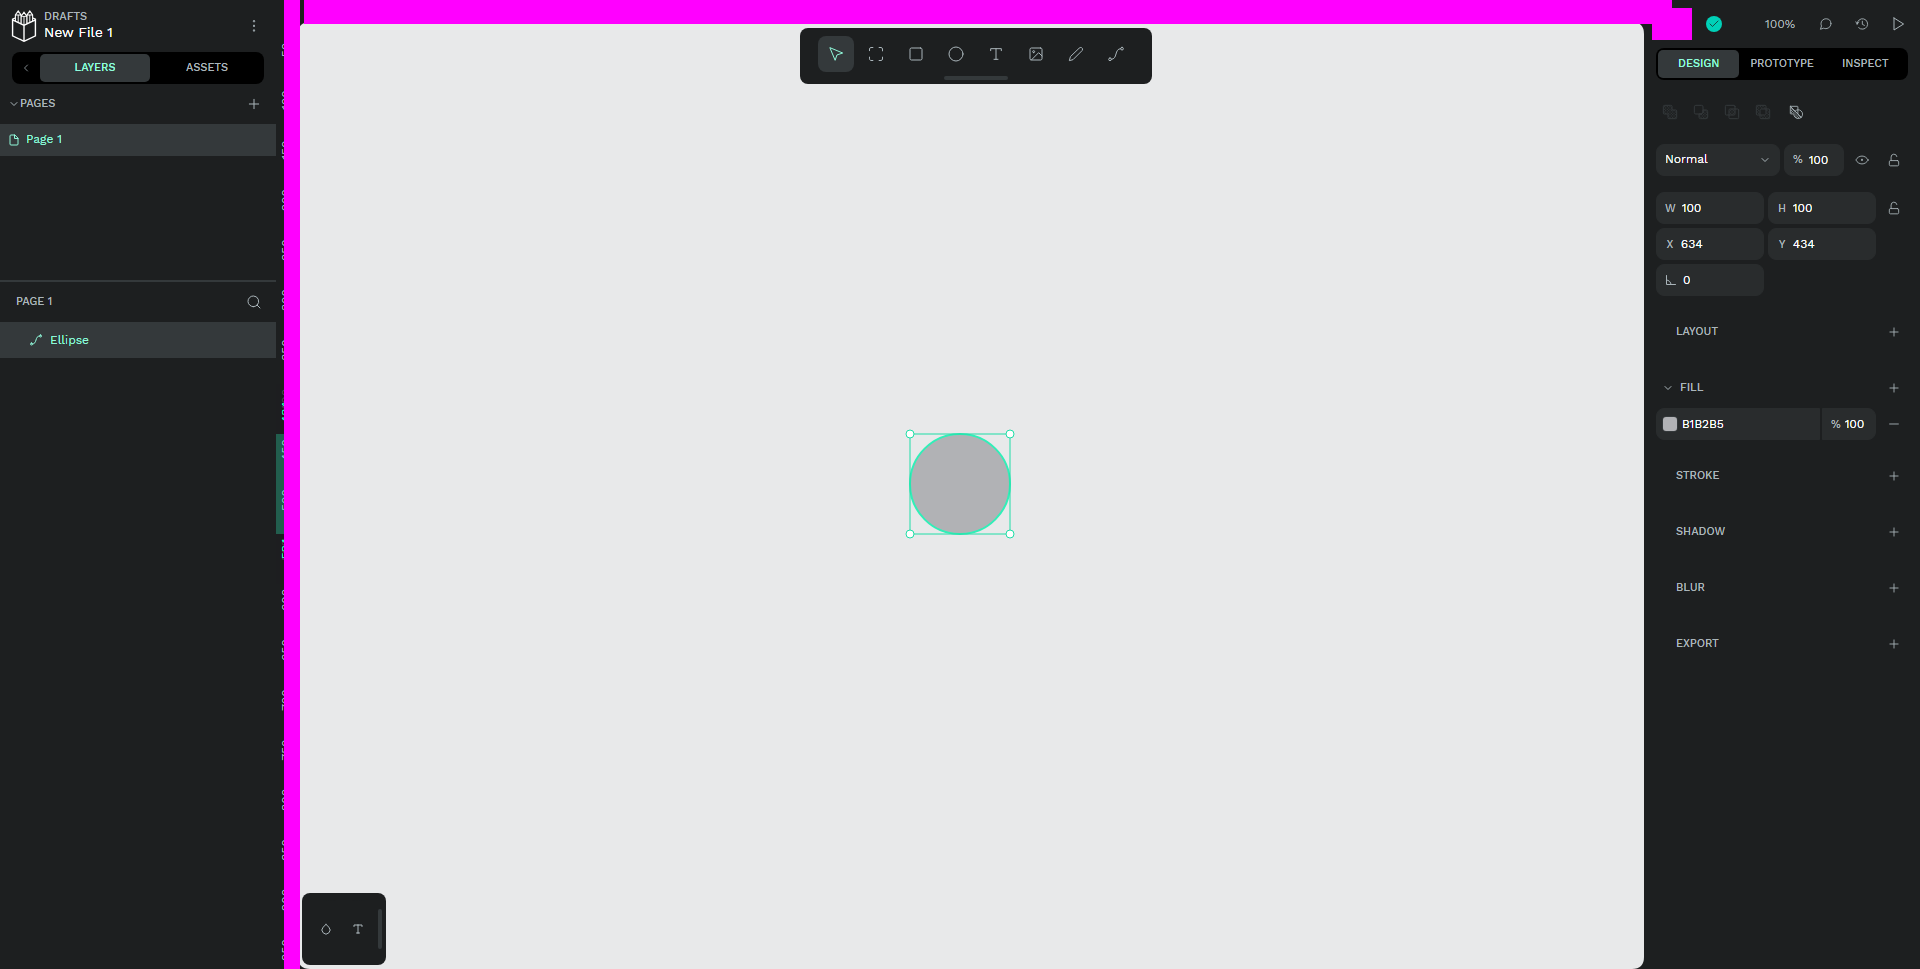 DRAFTS
New File 1
LAYERS
ASSETS
PAGES
Page 1
PAGE 1
Ellipse
100%
DESIGN
PROTOTYPE
INSPECT
Normal
% 100
W 100
H 100
X 634
Y 434
0
LAYOUT
FILL
B1B2B5
% 100
STROKE
SHADOW
BLUR
EXPORT